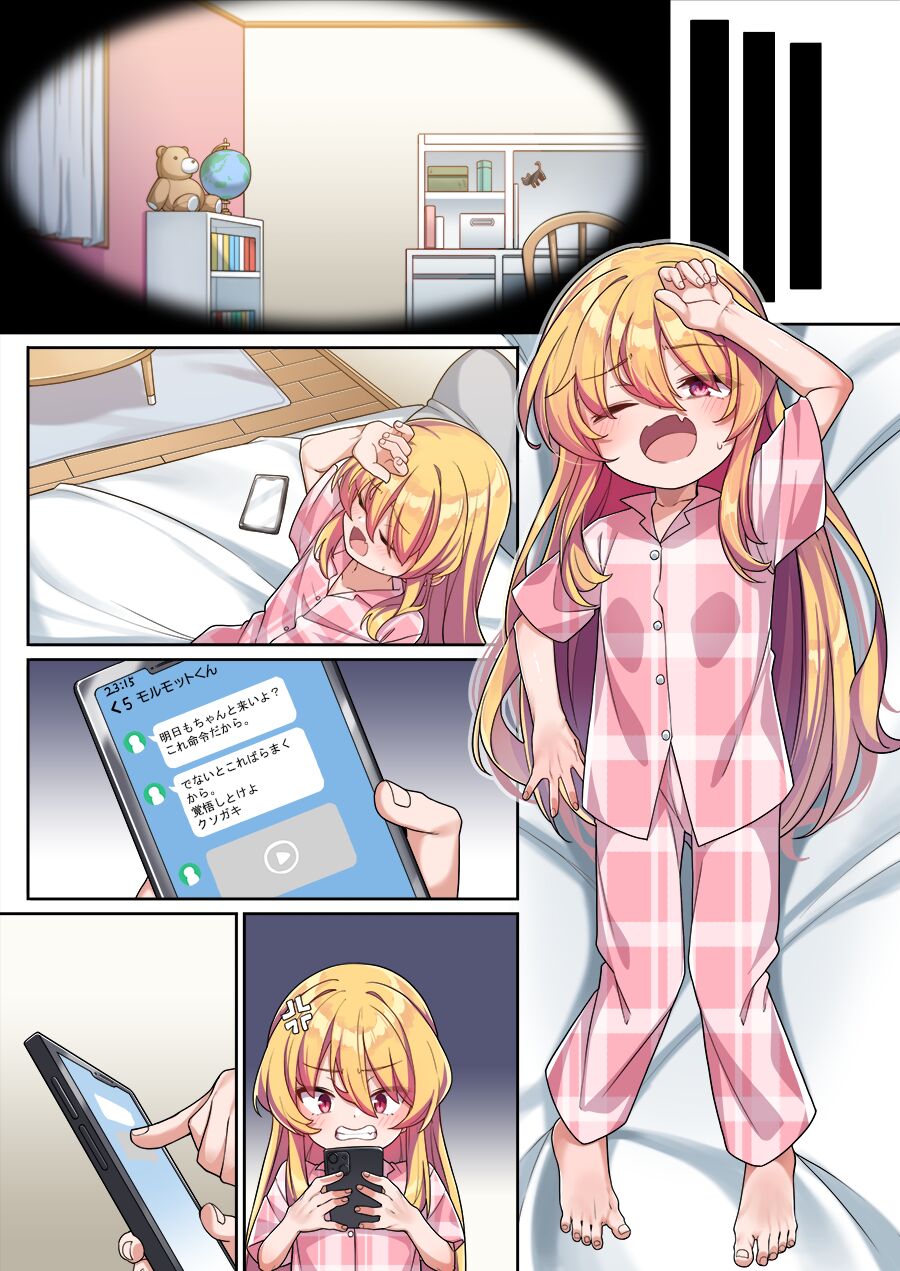 23:15
く5 モルモットくん
明日もちゃんと来いよ？
これ命令だから。
でないとこればらまく
から。
覚悟しとけよ
クソガキ